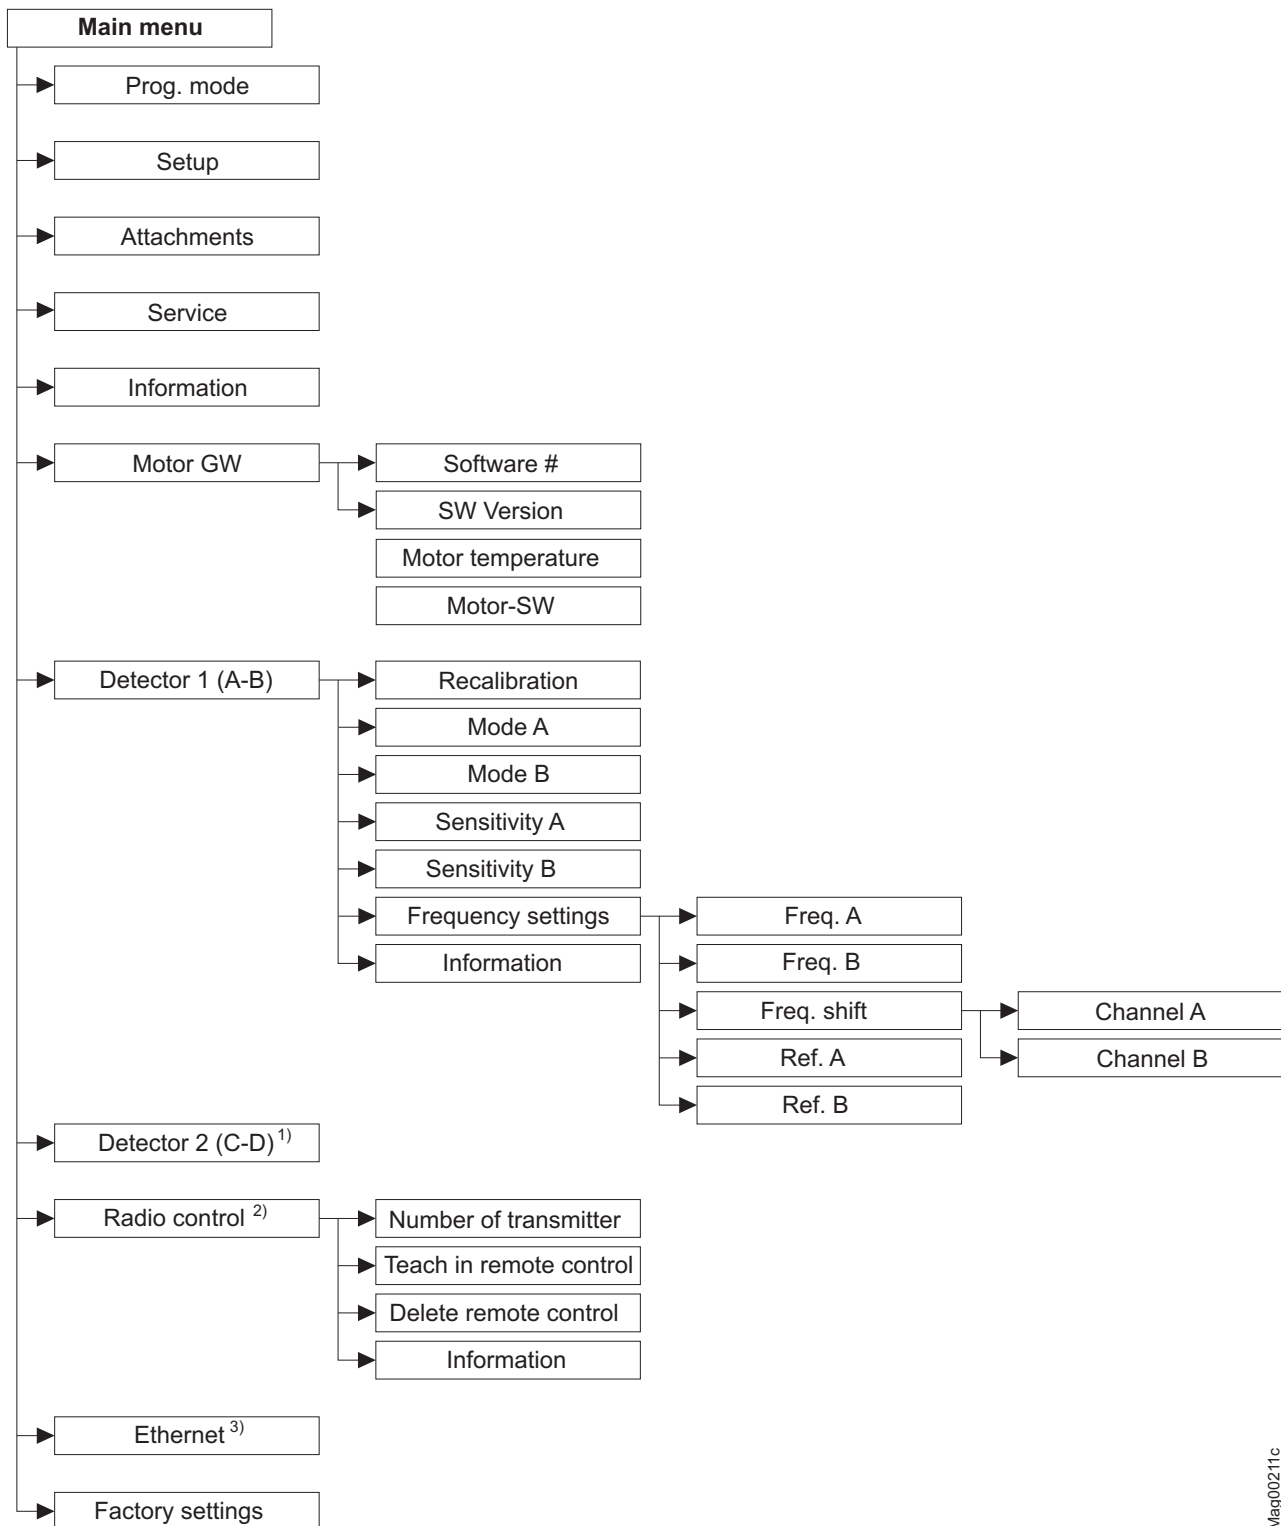 Main menu
Prog. mode
Setup
Attachments
Service
Information
Motor GW
Software #
SW Version
Motor temperature
Motor-SW
Detector 1 (A-B)
Recalibration
Mode A
Mode B
Sensitivity A
Sensitivity B
Frequency settings
Freq. A
Information
Freq. B
Freq. shift
Channel A
Ref. A
Channel B
Ref. B
Detector 2 (C-D) 1)
Radio control 2)
Number of transmitter
Teach in remote control
Delete remote control
Information
Ethernet 3)
Factory settings
Mag00211c